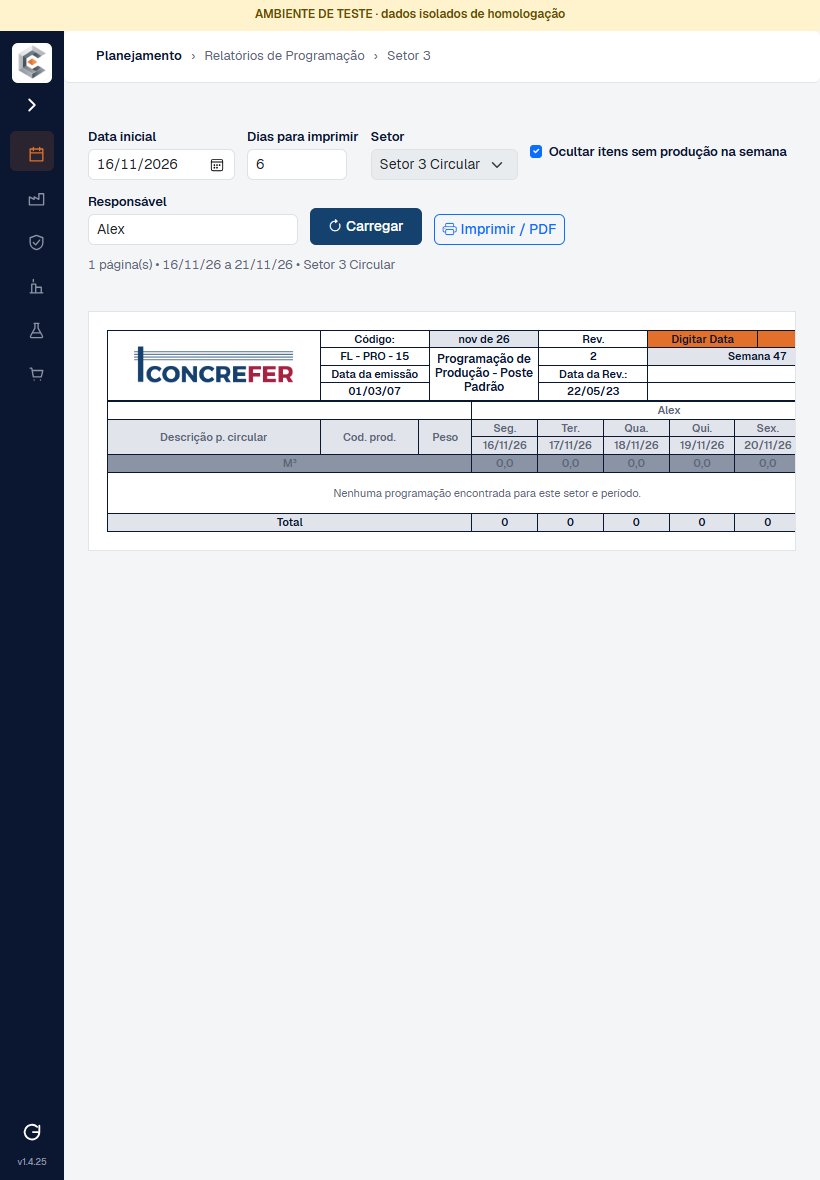 AMBIENTE DE TESTE · dados isolados de homologação
Planejamento › Relatórios de Programação › Setor 3
Data inicial Dias para imprimir Setor
16/11/2026 6 Setor 3 Circular Ocultar itens sem produção na semana
Responsável
Alex Carregar Imprimir / PDF
1 página(s) • 16/11/26 a 21/11/26 • Setor 3 Circular
CONCREFER
Código: nov de 26 Rev. Digitar Data
FL - PRO - 15 Programação de Produção - Poste Padrão 2 Semana 47
Data da emissão Data da Rev.:
01/03/07 22/05/23
Alex
Descrição p. circular Cod. prod. Peso Seg. Ter. Qua. Qui. Sex.
16/11/26 17/11/26 18/11/26 19/11/26 20/11/26
M³ 0,0 0,0 0,0 0,0 0,0
Nenhuma programação encontrada para este setor e período.
Total 0 0 0 0 0
v1.4.25